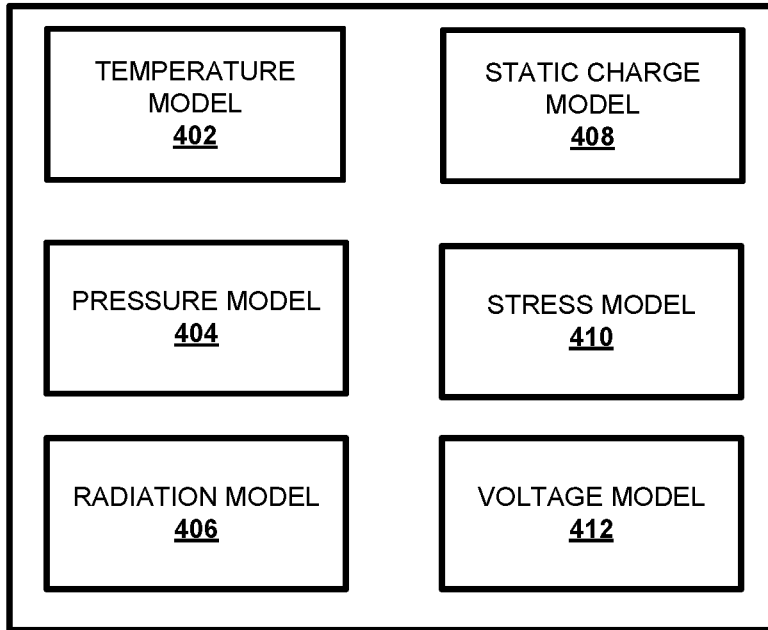 TEMPERATURE
MODEL
402
STATIC CHARGE
MODEL
408
PRESSURE MODEL
404
STRESS MODEL
410
RADIATION MODEL
406
VOLTAGE MODEL
412